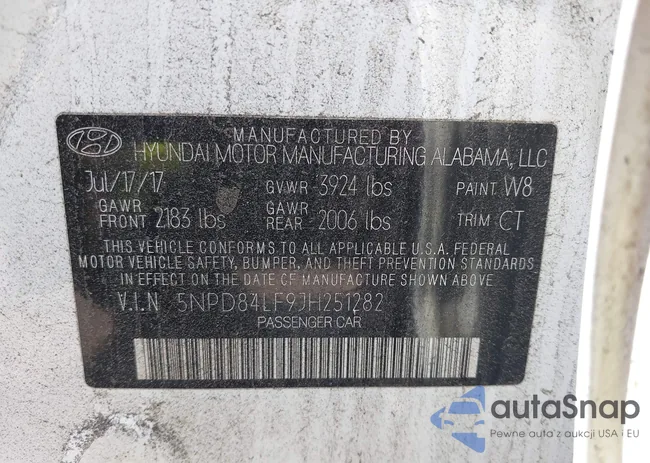 MANUFACTURED BY
HYUNDAI MOTOR MANUFACTURING ALABAMA, LLC
Jul/17/17 GVWR 3924 lbs PAINT W8
GAWR FRONT 2183 lbs GAWR REAR 2006 lbs TRIM CT
THIS VEHICLE CONFORMS TO ALL APPLICABLE U.S.A. FEDERAL
MOTOR VEHICLE SAFETY, BUMPER, AND THEFT PREVENTION
IN EFFECT ON THE DATE OF MANUFACTURE SHOWN ABOVE.
V.I.N 5NPD84LF9JH251282
PASSENGER CAR
autaSnap
Pewne auta z aukcji USA i EU